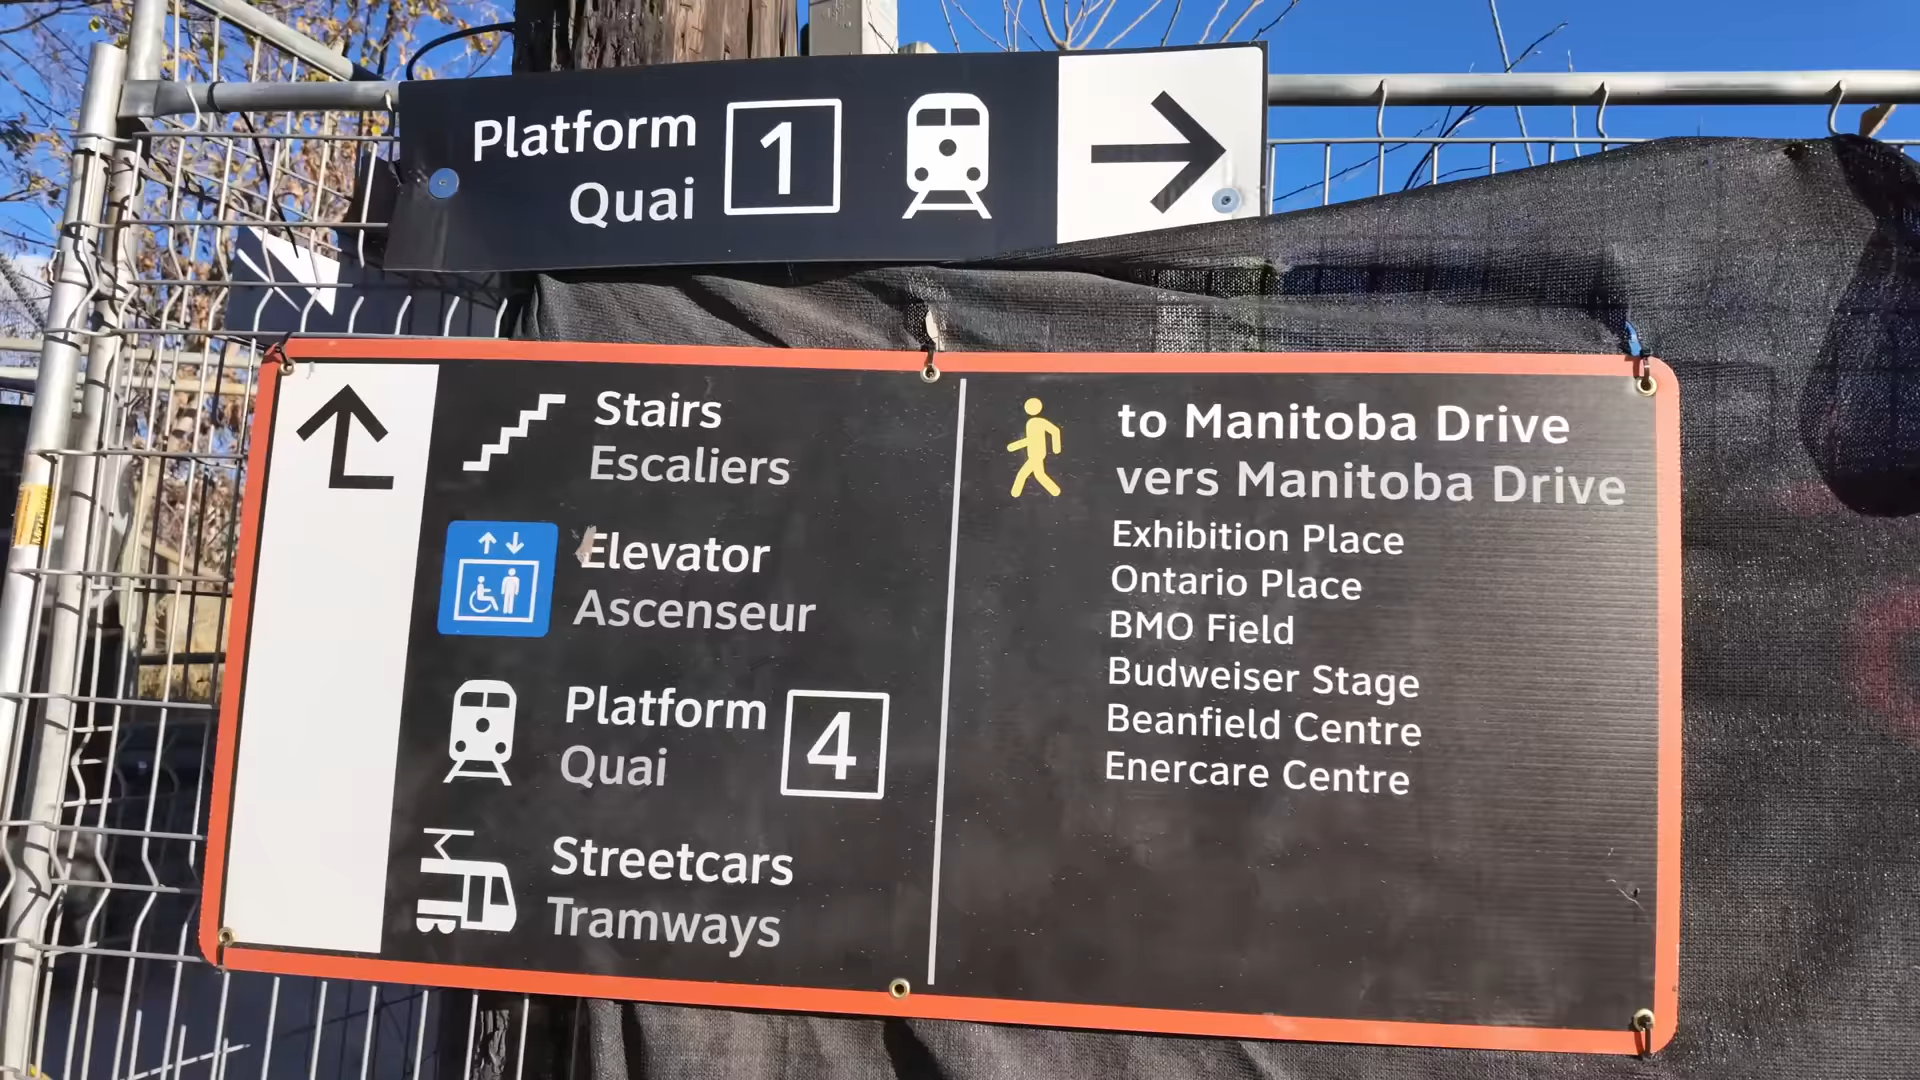 Platform 1
Quai
Stairs
Escaliers
Elevator
Ascenseur
Platform 4
Quai
Streetcars
Tramways
to Manitoba Drive
vers Manitoba Drive
Exhibition Place
Ontario Place
BMO Field
Budweiser Stage
Beanfield Centre
Enercare Centre